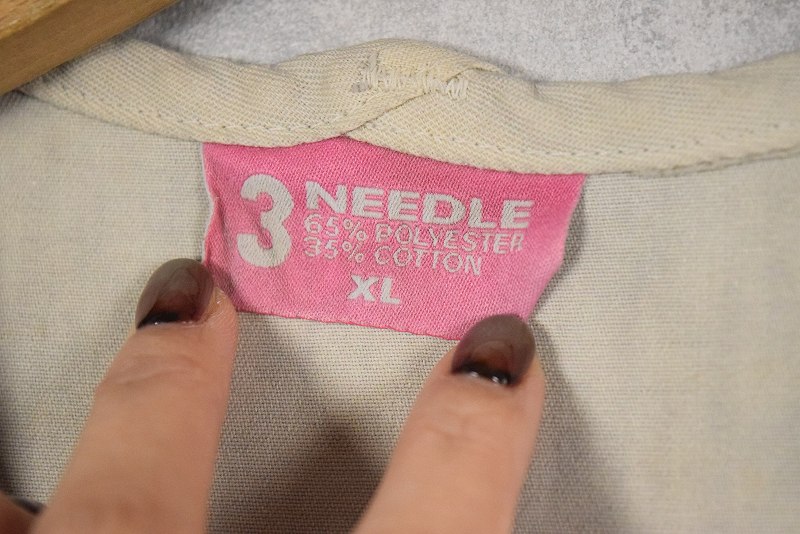 3 NEEDLE
65% POLYESTER
35% COTTON
XL